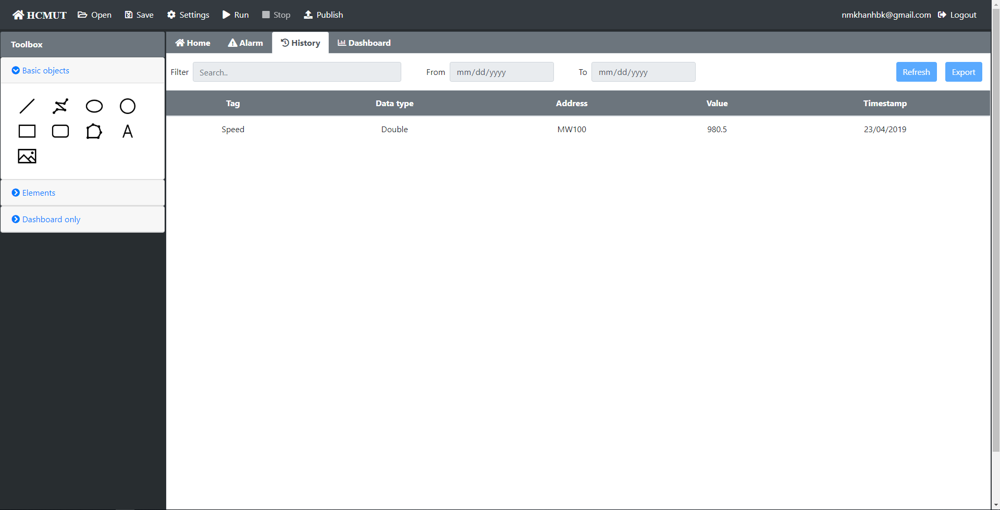 HCMUT Open Save Settings Run Stop Publish nmkhanhbk@gmail.com Logout
Toolbox
Basic objects
A
Elements
Dashboard only
Home Alarm History Dashboard
Filter Search.. From mm/dd/yyyy To mm/dd/yyyy Refresh Export
Tag Data type Address Value Timestamp
Speed Double MW100 980.5 23/04/2019